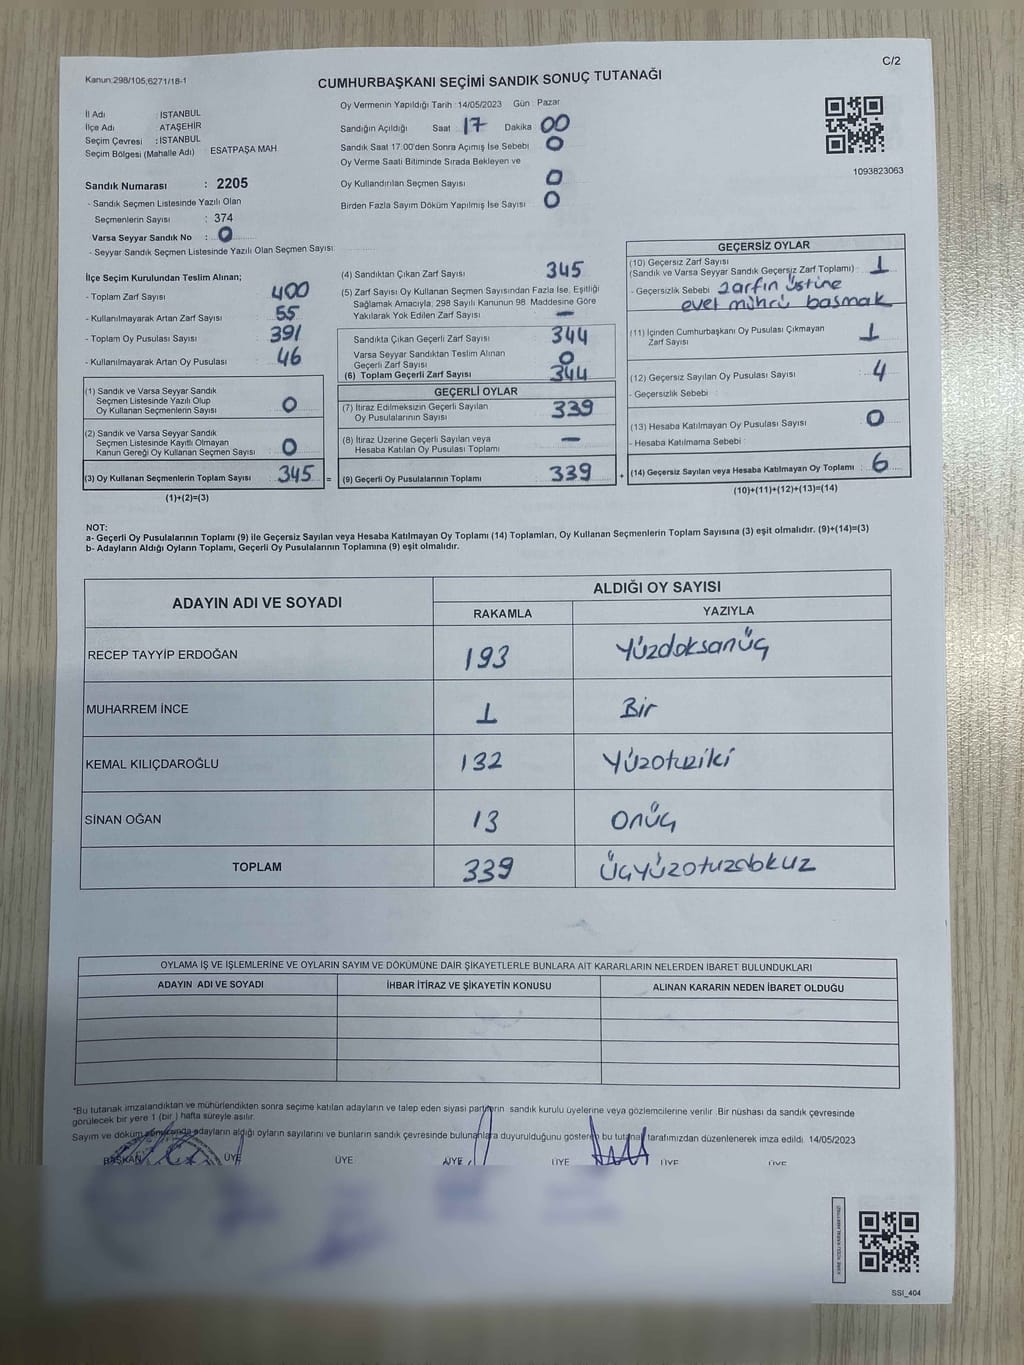 Kanun:298/105,6271/18-1
C/2
CUMHURBAŞKANI SEÇİMİ SANDIK SONUÇ TUTANAĞI
İl Adı : İSTANBUL
İlçe Adı ATAŞEHİR
Seçim Çevresi : İSTANBUL
Seçim Bölgesi (Mahalle Adı) ESATPAŞA MAH.
Sandık Numarası : 2205
- Sandık Seçmen Listesinde Yazılı Olan
Seçmenlerin Sayısı : 374
Varsa Seyyar Sandık No : 0
- Seyyar Sandık Seçmen Listesinde Yazılı Olan Seçmen Sayısı
Oy Vermenin Yapıldığı Tarih : 14/05/2023 Gün : Pazar
Sandığın Açıldığı Saat 17 Dakika 00
Sandık Saat 17:00'den Sonra Açımış İse Sebebi 0
Oy Verme Saati Bitiminde Sırada Bekleyen ve
Oy Kullandırılan Seçmen Sayısı 0
Birden Fazla Sayım Döküm Yapılmış İse Sayısı 0
1093823063
İlçe Seçim Kurulundan Teslim Alınan;
- Toplam Zarf Sayısı 400
- Kullanılmayarak Artan Zarf Sayısı 55
- Toplam Oy Pusulası Sayısı 391
- Kullanılmayarak Artan Oy Pusulası 46
(1) Sandık ve Varsa Seyyar Sandık
Seçmen Listesinde Yazılı Olup
Oy Kullanan Seçmenlerin Sayısı 0
(2) Sandık ve Varsa Seyyar Sandık
Seçmen Listesinde Kayıtlı Olmayan
Kanun Gereği Oy Kullanan Seçmen Sayısı 0
(3) Oy Kullanan Seçmenlerin Toplam Sayısı 345 =
(1)+(2)=(3)
(4) Sandıktan Çıkan Zarf Sayısı 345
(5) Zarf Sayısı Oy Kullanan Seçmen Sayısından Fazla İse, Eşitliği
Sağlamak Amacıyla, 298 Sayılı Kanunun 98. Maddesine Göre
Yakılarak Yok Edilen Zarf Sayısı —
Sandıkta Çıkan Geçerli Zarf Sayısı 344
Varsa Seyyar Sandıktan Teslim Alınan
Geçerli Zarf Sayısı 0
(6) Toplam Geçerli Zarf Sayısı 344
GEÇERLİ OYLAR
(7) İtiraz Edilmeksizin Geçerli Sayılan
Oy Pusulalarının Sayısı 339
(8) İtiraz Üzerine Geçerli Sayılan veya
Hesaba Katılan Oy Pusulası Toplamı —
(9) Geçerli Oy Pusulalarının Toplamı 339 +
GEÇERSİZ OYLAR
(10) Geçersiz Zarf Sayısı
(Sandık ve Varsa Seyyar Sandık Geçersiz Zarf Toplamı) 1
- Geçersizlik Sebebi zarfın üstüne
evet mührü basmak
(11) İçinden Cumhurbaşkanı Oy Pusulası Çıkmayan
Zarf Sayısı 1
(12) Geçersiz Sayılan Oy Pusulası Sayısı : 4
- Geçersizlik Sebebi
(13) Hesaba Katılmayan Oy Pusulası Sayısı 0
- Hesaba Katılmama Sebebi
(14) Geçersiz Sayılan veya Hesaba Katılmayan Oy Toplamı : 6
(10)+(11)+(12)+(13)=(14)
NOT:
a- Geçerli Oy Pusulalarının Toplamı (9) ile Geçersiz Sayılan veya Hesaba Katılmayan Oy Toplamı (14) Toplamları, Oy Kullanan Seçmenlerin Toplam Sayısına (3) eşit olmalıdır. (9)+(14)=(3)
b- Adayların Aldığı Oyların Toplamı, Geçerli Oy Pusulalarının Toplamına (9) eşit olmalıdır.
ADAYIN ADI VE SOYADI ALDIĞI OY SAYISI
RAKAMLA YAZIYLA
RECEP TAYYİP ERDOĞAN 193 Yüzdoksanüç
MUHARREM İNCE 1 Bir
KEMAL KILIÇDAROĞLU 132 Yüzotuziki
SİNAN OĞAN 13 onüç
TOPLAM 339 Üçyüzotuzdokuz
OYLAMA İŞ VE İŞLEMLERİNE VE OYLARIN SAYIM VE DÖKÜMÜNE DAİR ŞİKAYETLERLE BUNLARA AİT KARARLARIN NELERDEN İBARET BULUNDUKLARI
ADAYIN ADI VE SOYADI İHBAR İTİRAZ VE ŞİKAYETİN KONUSU ALINAN KARARIN NEDEN İBARET OLDUĞU
*Bu tutanak imzalandıktan ve mühürlendikten sonra seçime katılan adayların ve talep eden siyasi partilerin sandık kurulu üyelerine veya gözlemcilerine verilir .Bir nüshası da sandık çevresinde
görülecek bir yere 1 (bir ) hafta süreyle asılır.
Sayım ve döküm sonucunda adayların aldığı oyların sayılarını ve bunların sandık çevresinde bulunanlara duyurulduğunu gösteren bu tutanak tarafımızdan düzenlenerek imza edildi. 14/05/2023
BAŞKAN ÜYE ÜYE ÜYE ÜYE ÜYE ÜYE
SSI_404